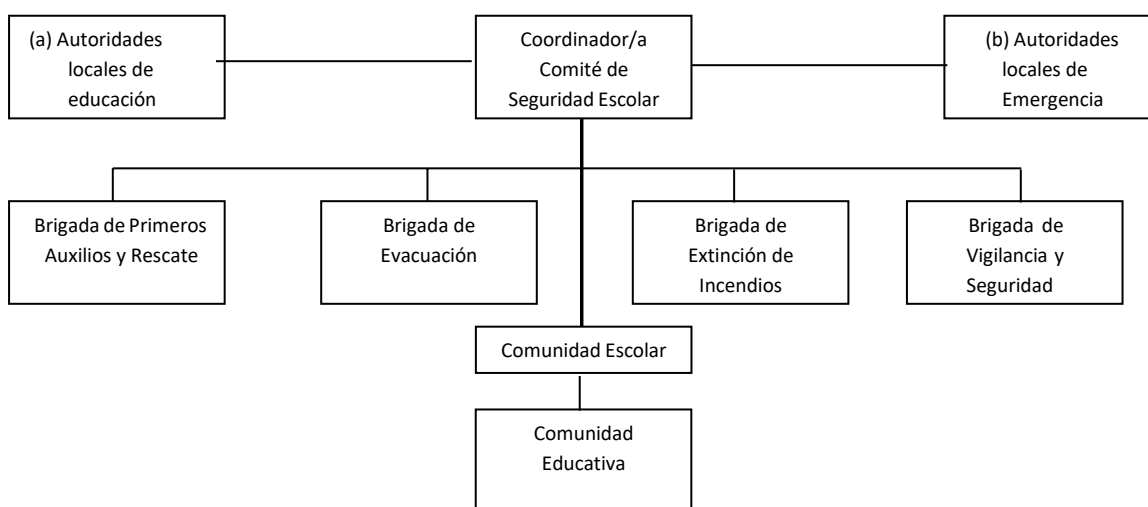 (a) Autoridades
locales de
educación
Coordinador/a
Comité de
Seguridad Escolar
(b) Autoridades
locales de
Emergencia
Brigada de Primeros
Auxilios y Rescate
Brigada de
Evacuación
Brigada de
Extinción de
Incendios
Brigada de
Vigilancia y
Seguridad
Comunidad Escolar
Comunidad
Educativa